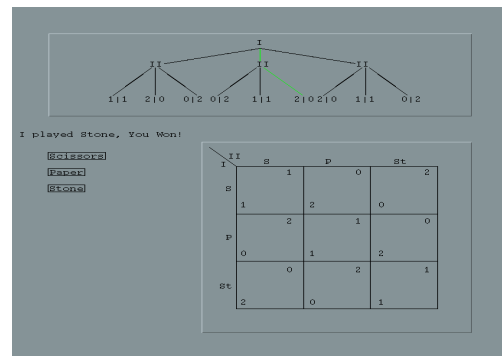 I
II II II
1|1 2|0 0|2 0|2 1|1 2|0 2|0 1|1 0|2
I played Stone, You Won!
Scissors
Paper
Stone
II
I S P St
S 1 0 2
1 2 0
P 2 1 0
0 1 2
St 0 2 1
2 0 1